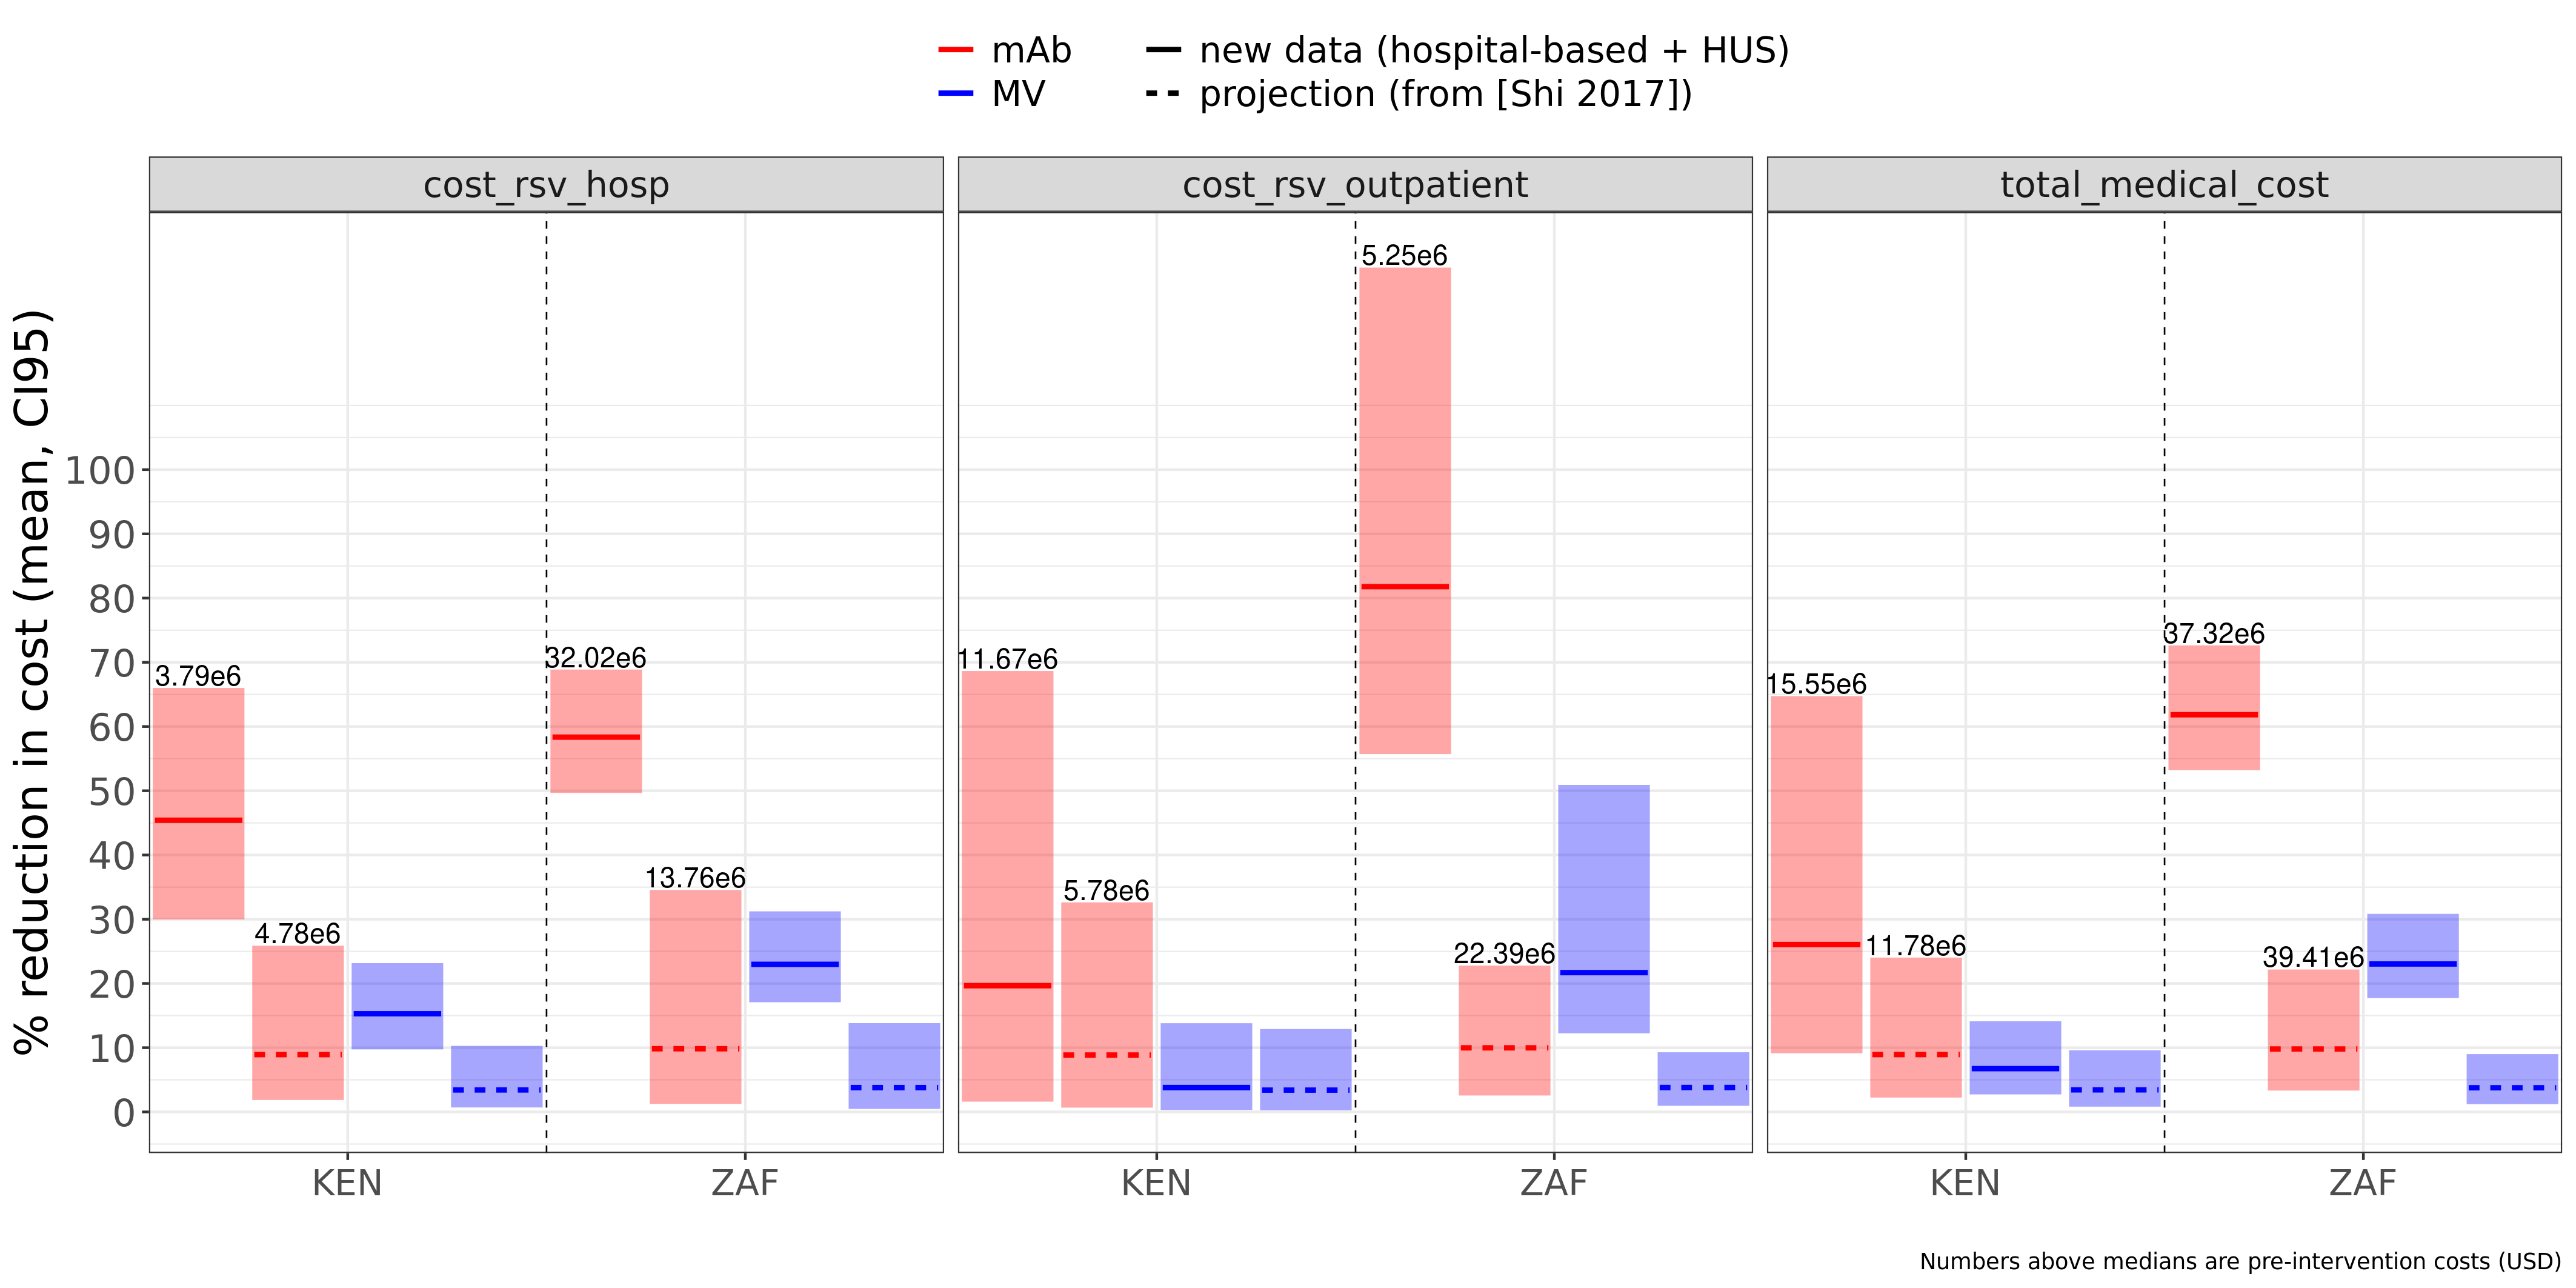 mAb
new data (hospital-based + HUS)
MV
projection (from [Shi 2017])
cost_rsv_hosp
cost_rsv_outpatient
total_medical_cost
% reduction in cost (mean, CI95)
100
90
80
70
60
50
40
30
20
10
0
3.79e6
4.78e6
32.02e6
13.76e6
11.67e6
5.78e6
5.25e6
22.39e6
15.55e6
11.78e6
37.32e6
39.41e6
KEN
ZAF
KEN
ZAF
KEN
ZAF
Numbers above medians are pre-intervention costs (USD)